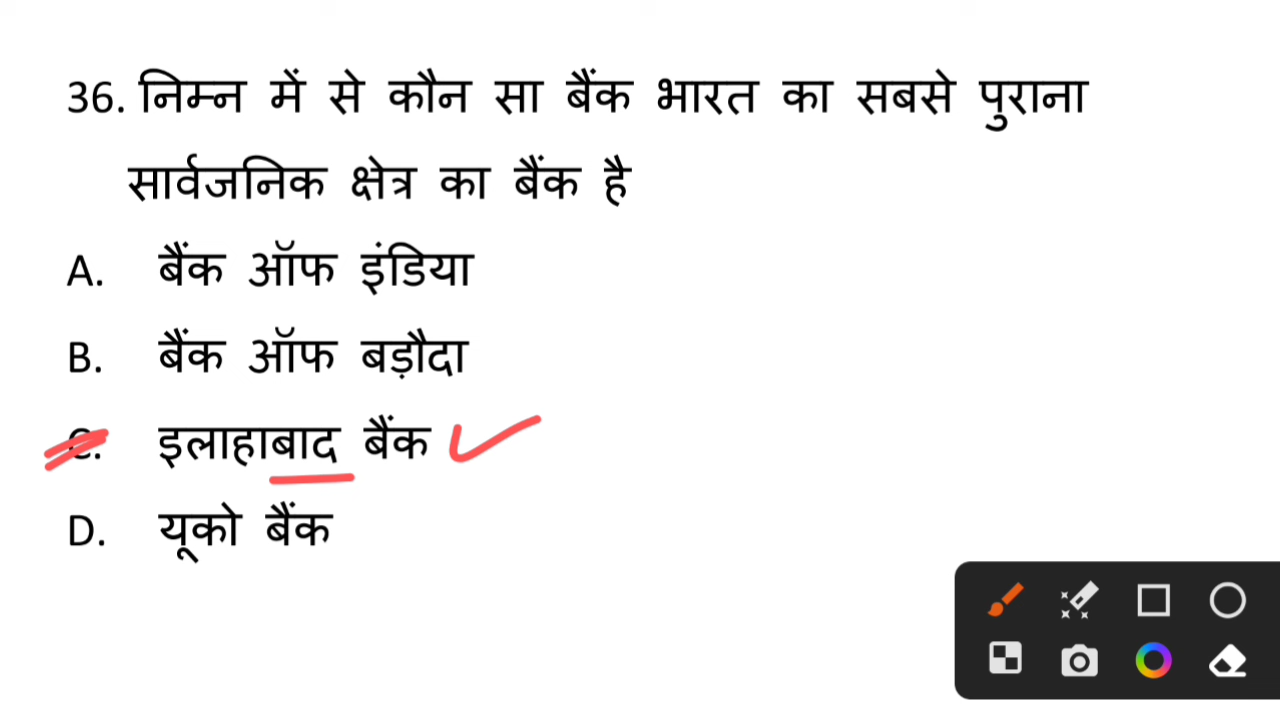 36. निम्न में से कौन सा बैंक भारत का सबसे पुराना
सार्वजनिक क्षेत्र का बैंक है
A. बैंक ऑफ इंडिया
B. बैंक ऑफ बड़ौदा
C. इलाहाबाद बैंक
D. यूको बैंक